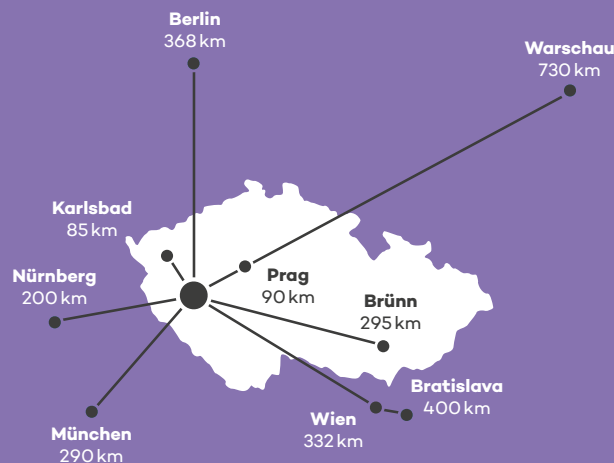 Berlin
368 km
Warschau
730 km
Karlsbad
85 km
Nürnberg
200 km
Prag
90 km
Brünn
295 km
Bratislava
400 km
Wien
332 km
München
290 km